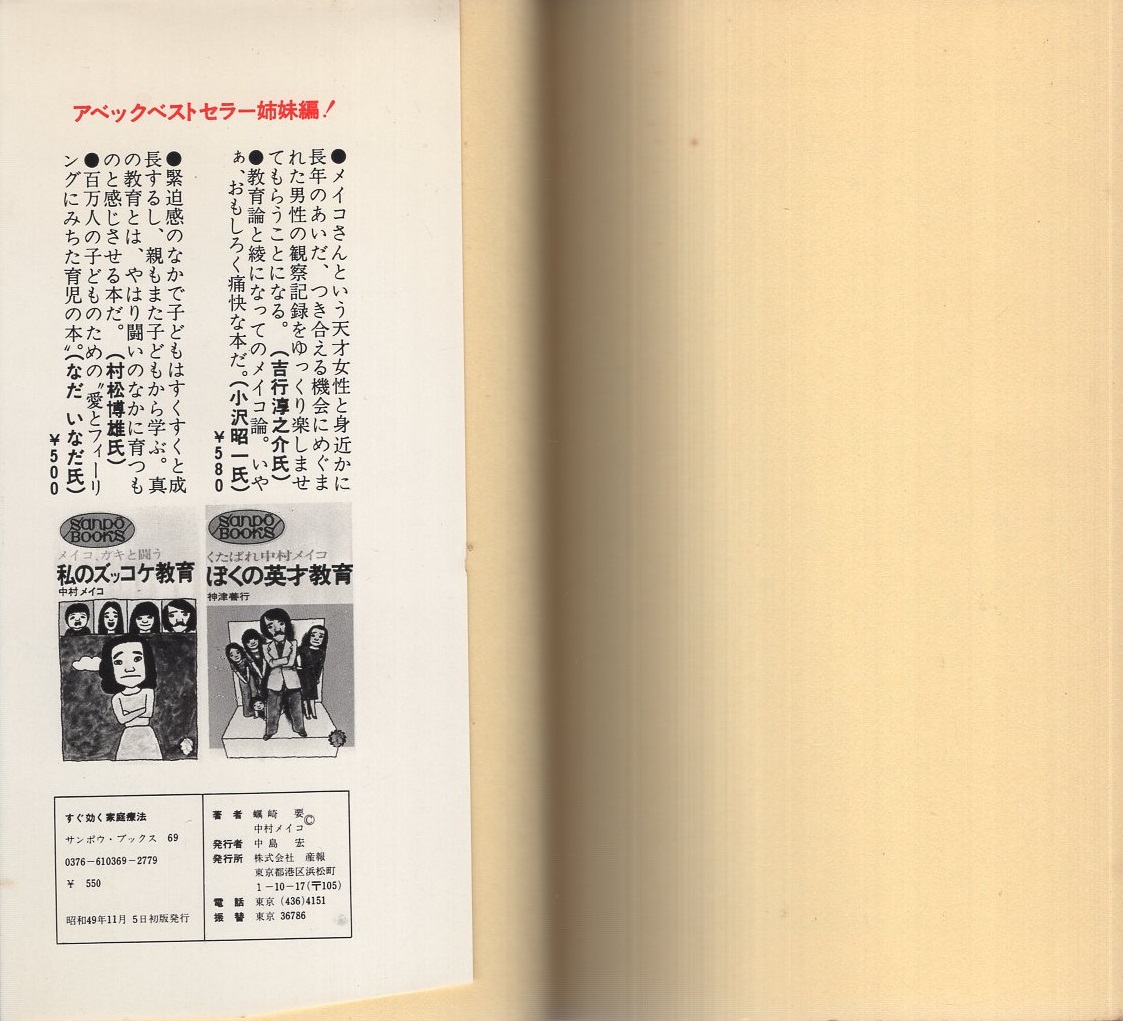 アベックベストセラー姉妹編！
●メイコさんという天才女性と身近かに
長年のあいだ、つき合える機会にめぐま
れた男性の観察記録をゆっくり楽しませ
てもらうことになる。（吉行淳之介氏）
●教育論と綾になってのメイコ論。いや
ぁ、おもしろく痛快な本だ。（小沢昭一氏）
￥580
●緊迫感のなかで子どもはすくすくと成
長するし、親もまた子どもから学ぶ。真
の教育とは、やはり闘いのなかに育つも
のと感じさせる本だ。（村松博雄氏）
●百万人の子どものための〝愛とフィーリ
ングにみちた育児の本〟。（なだ いなだ氏）
￥500
SANPŌ
BOOKS
くたばれ中村メイコ
ぼくの英才教育
神津善行
SANPŌ
BOOKS
メイコ、ガキと闘う
私のズッコケ教育
中村メイコ
すぐ効く家庭療法
サンポウ・ブックス 69
0376-610369-2779
￥ 550
昭和49年11月 5日初版発行
著 者 蠣崎 要©
中村メイコ
発行者 中島 宏
発行所 株式会社 産報
東京都港区浜松町
1-10-17(〒105)
電 話 東京 (436)4151
振 替 東京 36786